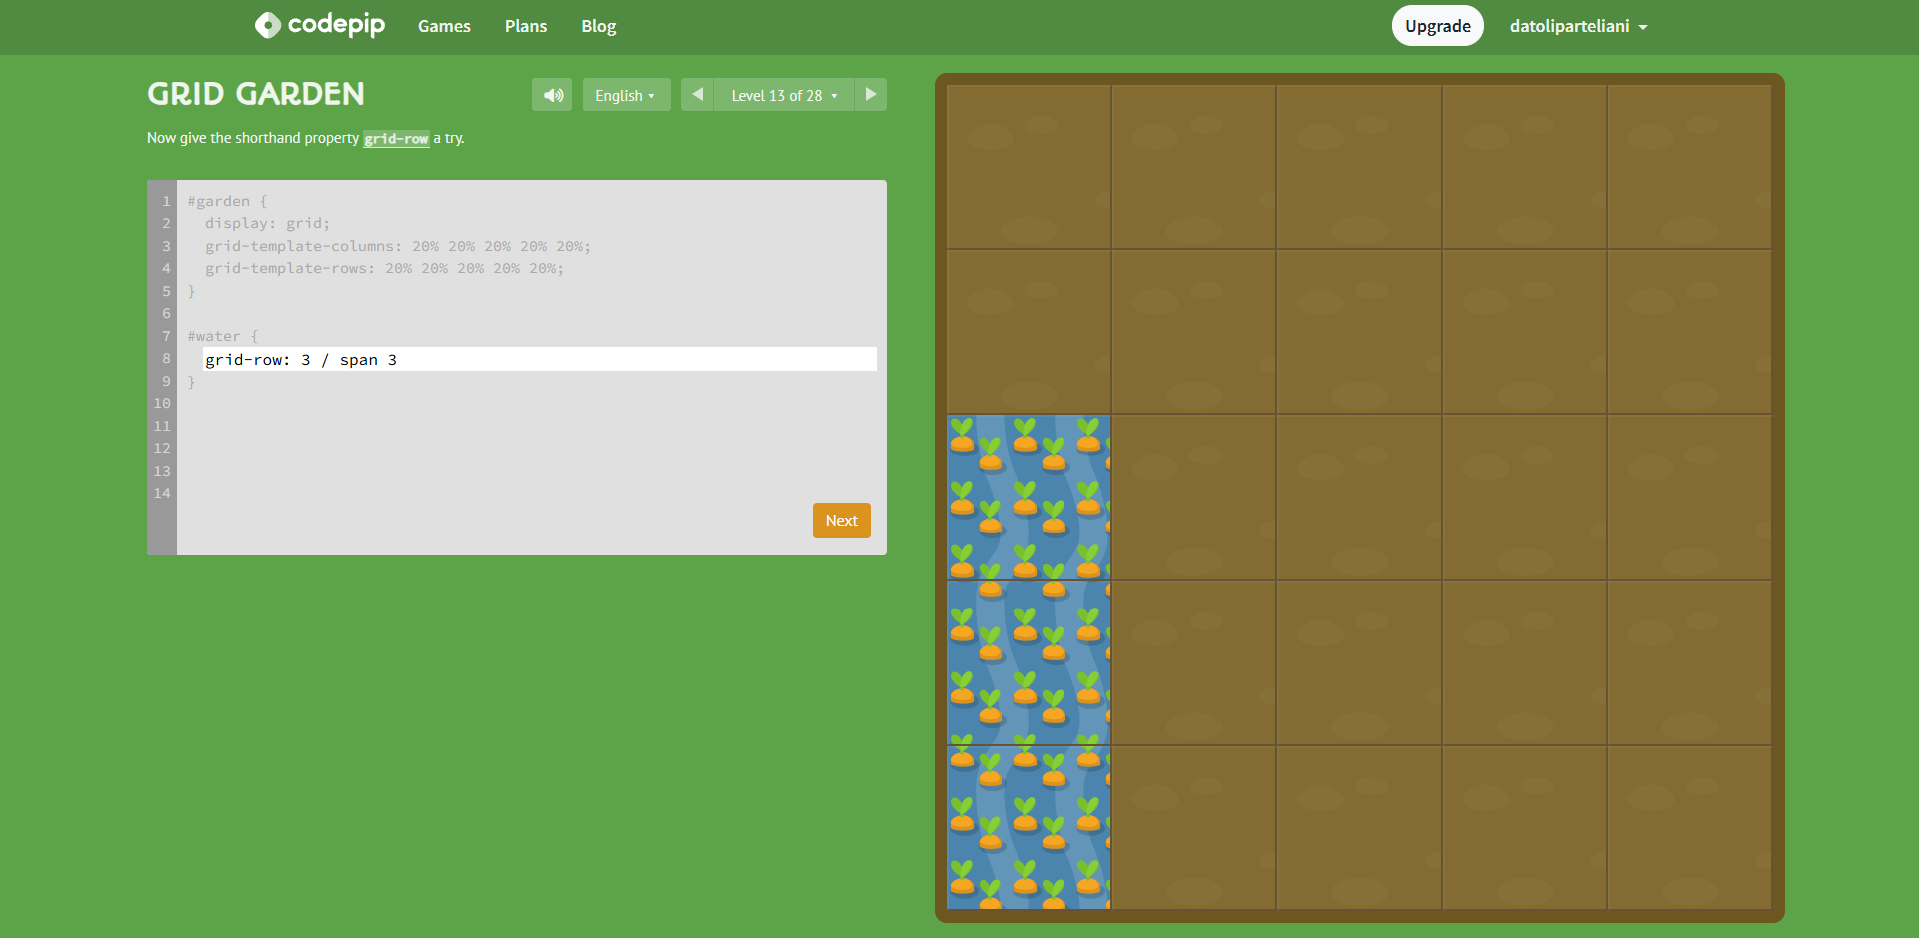 codepip Games Plans Blog Upgrade datoliparteliani
GRID GARDEN English Level 13 of 28
Now give the shorthand property grid-row a try.
1 #garden {
2 display: grid;
3 grid-template-columns: 20% 20% 20% 20% 20%;
4 grid-template-rows: 20% 20% 20% 20% 20%;
5 }
6
7 #water {
8 grid-row: 3 / span 3
9 }
10
11
12
13
14
Next